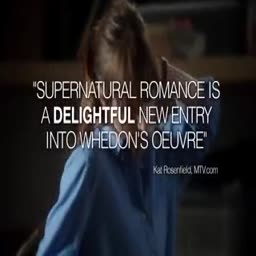 "SUPERNATURAL ROMANCE IS
A DELIGHTFUL NEW ENTRY
INTO WHEDON'S OEUVRE"
Kat Rosenfield, MTV.com